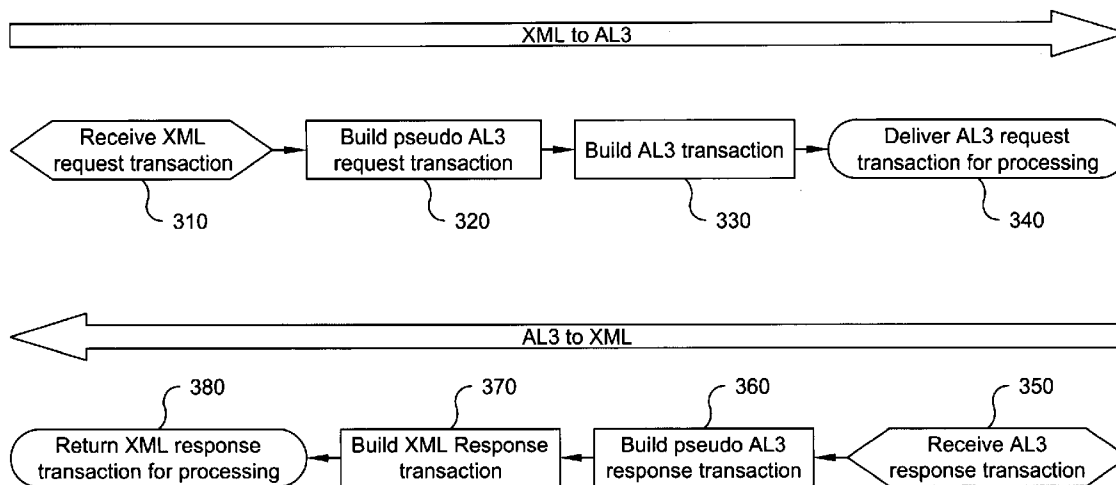 XML to AL3
Receive XML
request transaction
Build pseudo AL3
request transaction
Build AL3 transaction
Deliver AL3 request
transaction for processing
310
320
330
340
AL3 to XML
380
370
360
350
Return XML response
transaction for processing
Build XML Response
transaction
Build pseudo AL3
response transaction
Receive AL3
response transaction